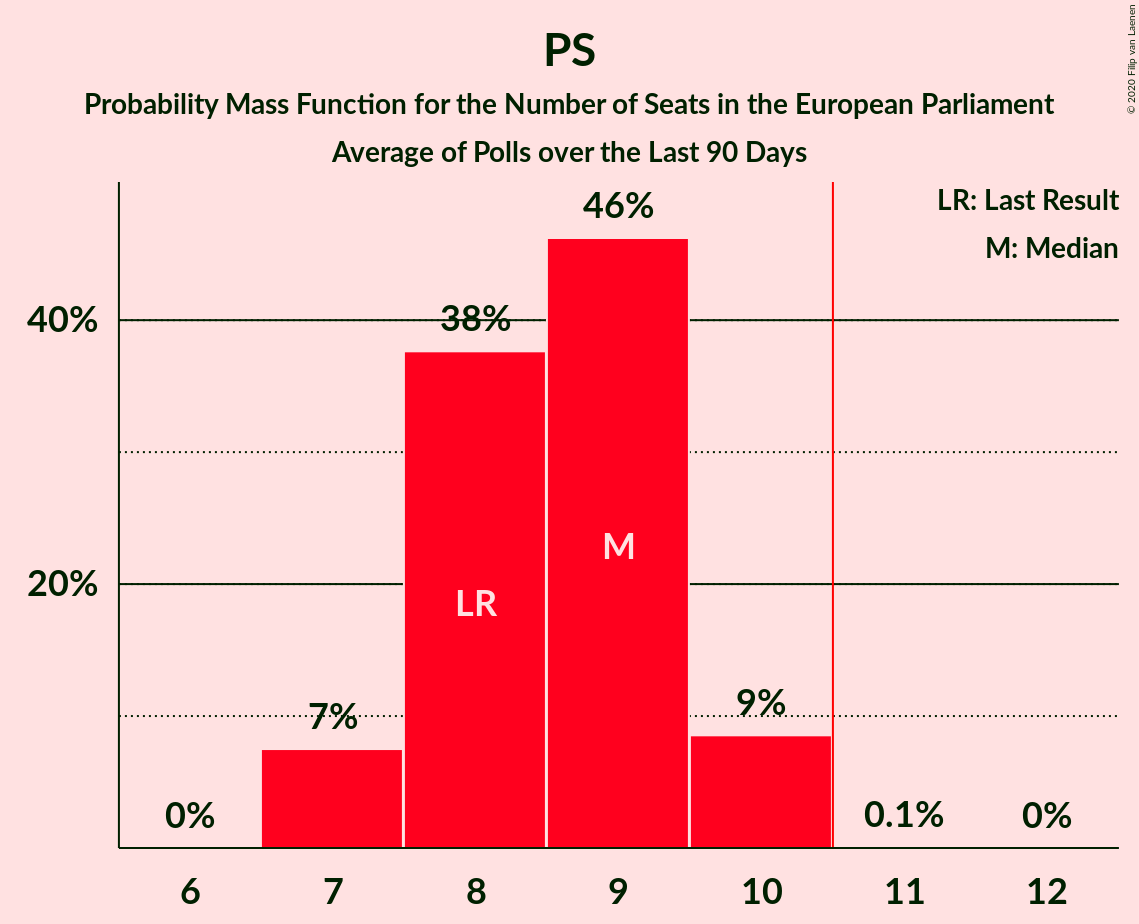 PS
Probability Mass Function for the Number of Seats in the European Parliament
Average of Polls over the Last 90 Days
© 2020 Filip van Laenen
LR: Last Result
M: Median
46%
40%
38%
M
20%
LR
9%
7%
0%
0.1%
0%
6 7 8 9 10 11 12